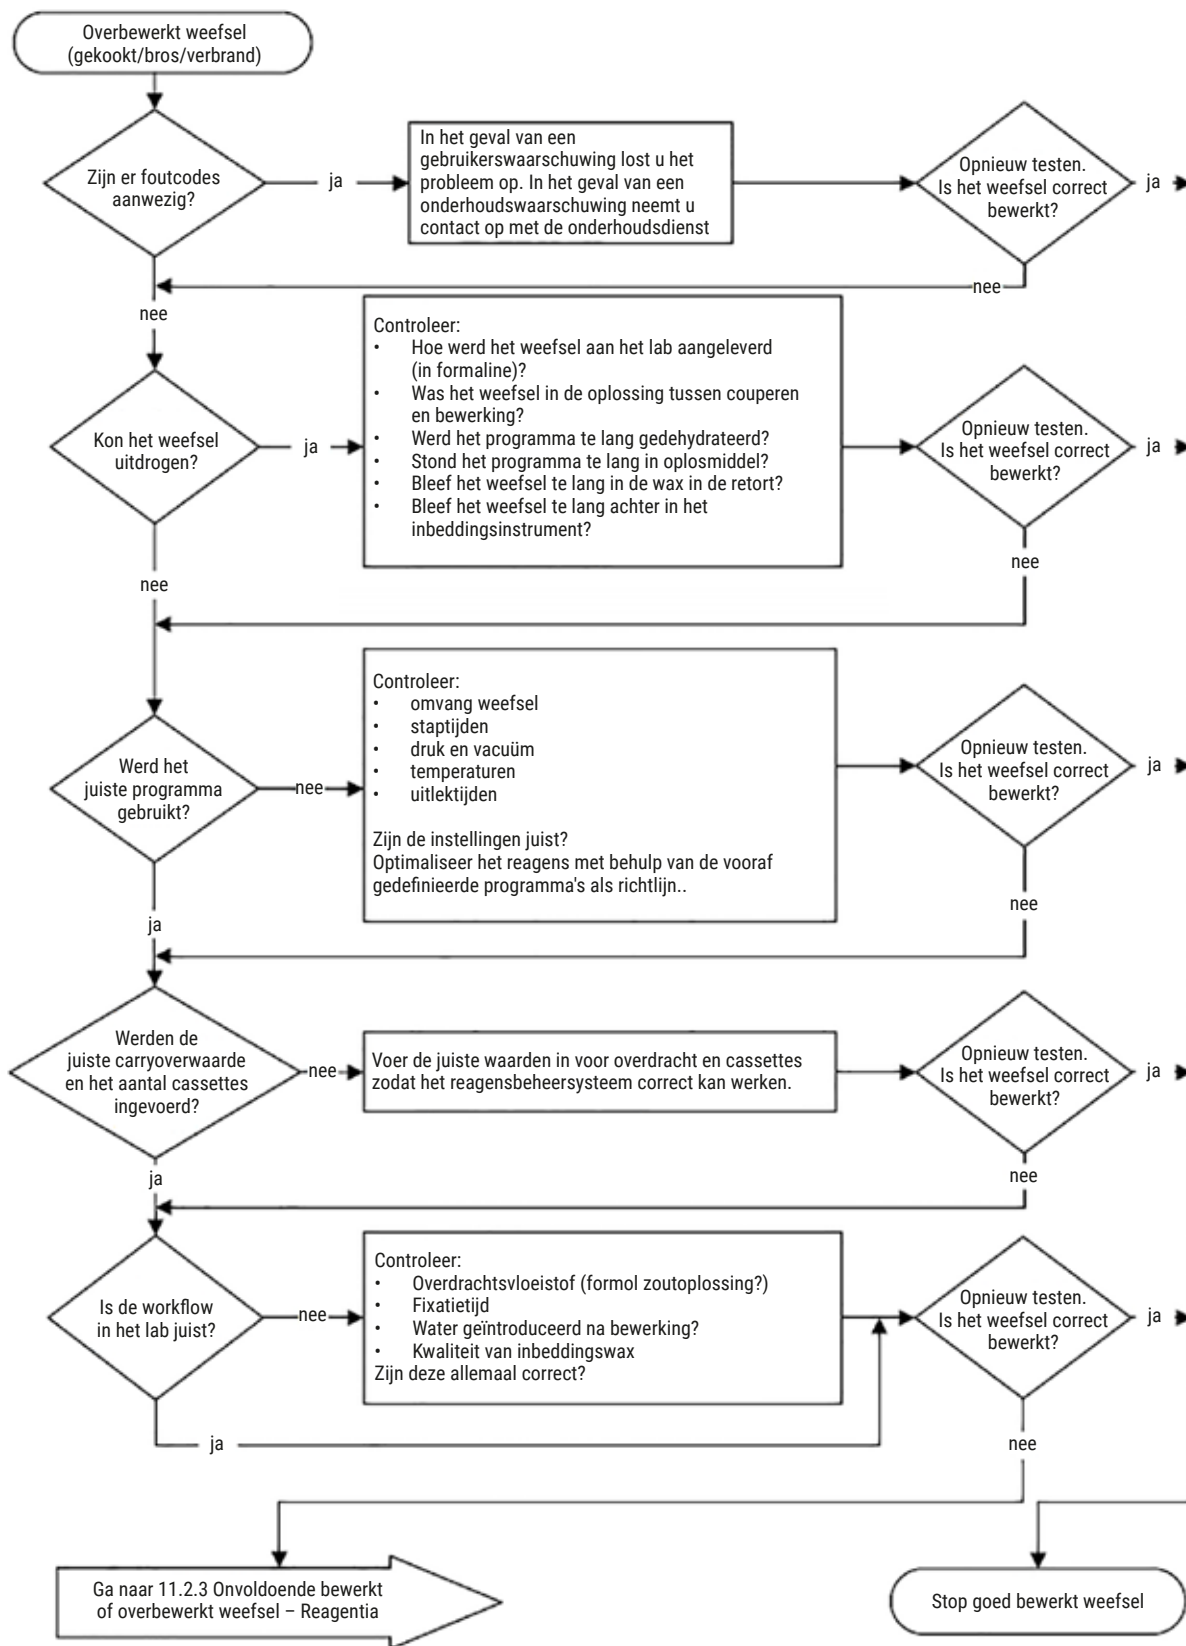 Overbewerkt weefsel
(gekookt/bros/verbrand)
Zijn er foutcodes
aanwezig?
ja
In het geval van een
gebruikerswaarschuwing lost u het
probleem op. In het geval van een
onderhoudswaarschuwing neemt u
contact op met de onderhoudsdienst
Opnieuw testen.
Is het weefsel correct
bewerkt?
ja
nee
nee
Kon het weefsel
uitdrogen?
ja
Controleer:
• Hoe werd het weefsel aan het lab aangeleverd
(in formaline)?
• Was het weefsel in de oplossing tussen couperen
en bewerking?
• Werd het programma te lang gedehydrateerd?
• Stond het programma te lang in oplosmiddel?
• Bleef het weefsel te lang in de wax in de retort?
• Bleef het weefsel te lang achter in het
inbeddingsinstrument?
Opnieuw testen.
Is het weefsel correct
bewerkt?
ja
nee
nee
Werd het
juiste programma
gebruikt?
nee
Controleer:
• omvang weefsel
• staptijden
• druk en vacuüm
• temperaturen
• uitlektijden
Zijn de instellingen juist?
Optimaliseer het reagens met behulp van de vooraf
gedefinieerde programma's als richtlijn..
Opnieuw testen.
Is het weefsel correct
bewerkt?
ja
nee
ja
Werden de
juiste carryoverwaarde
en het aantal cassettes
ingevoerd?
nee
Voer de juiste waarden in voor overdracht en cassettes
zodat het reagensbeheersysteem correct kan werken.
Opnieuw testen.
Is het weefsel correct
bewerkt?
ja
nee
ja
Is de workflow
in het lab juist?
nee
Controleer:
• Overdrachtsvloeistof (formol zoutoplossing?)
• Fixatietijd
• Water geïntroduceerd na bewerking?
• Kwaliteit van inbeddingswax
Zijn deze allemaal correct?
Opnieuw testen.
Is het weefsel correct
bewerkt?
ja
ja
nee
Ga naar 11.2.3 Onvoldoende bewerkt
of overbewerkt weefsel – Reagentia
Stop goed bewerkt weefsel